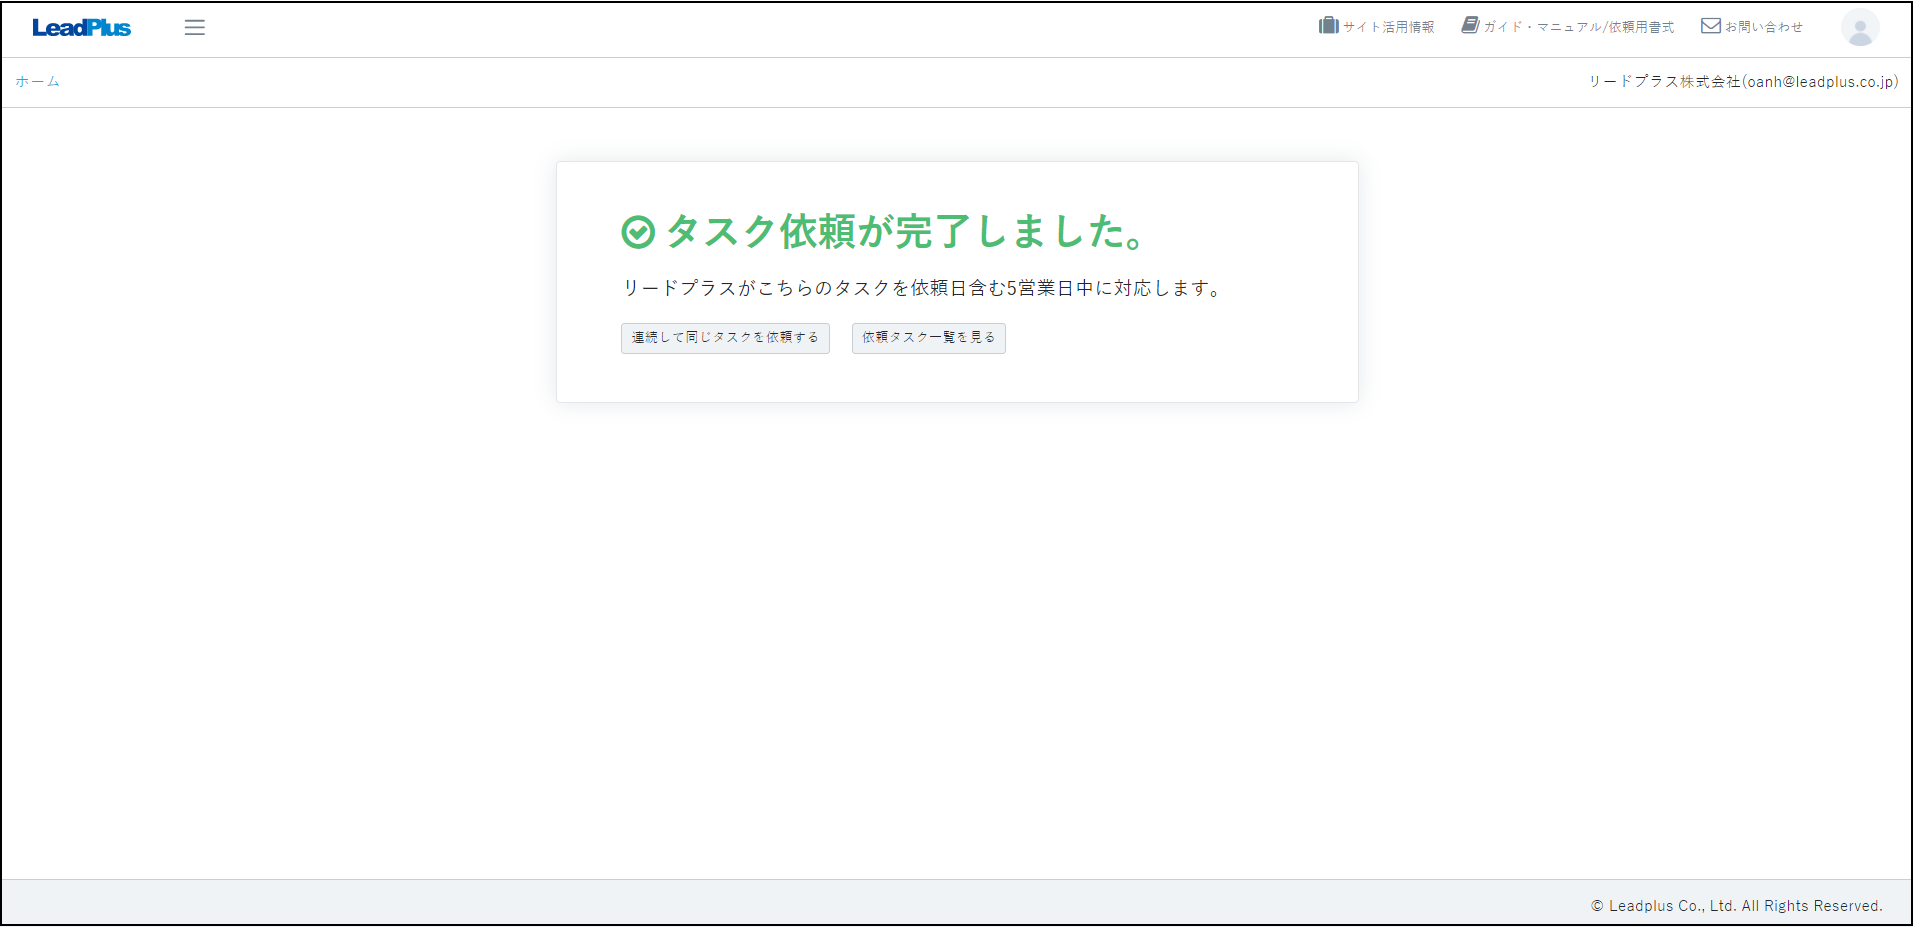 LeadPlus
サイト活用情報
ガイド・マニュアル/依頼用書式
お問い合わせ
ホーム
リードプラス株式会社(oanh@leadplus.co.jp)
タスク依頼が完了しました。
リードプラスがこちらのタスクを依頼日含む5営業日中に対応します。
連続して同じタスクを依頼する
依頼タスク一覧を見る
© Leadplus Co., Ltd. All Rights Reserved.